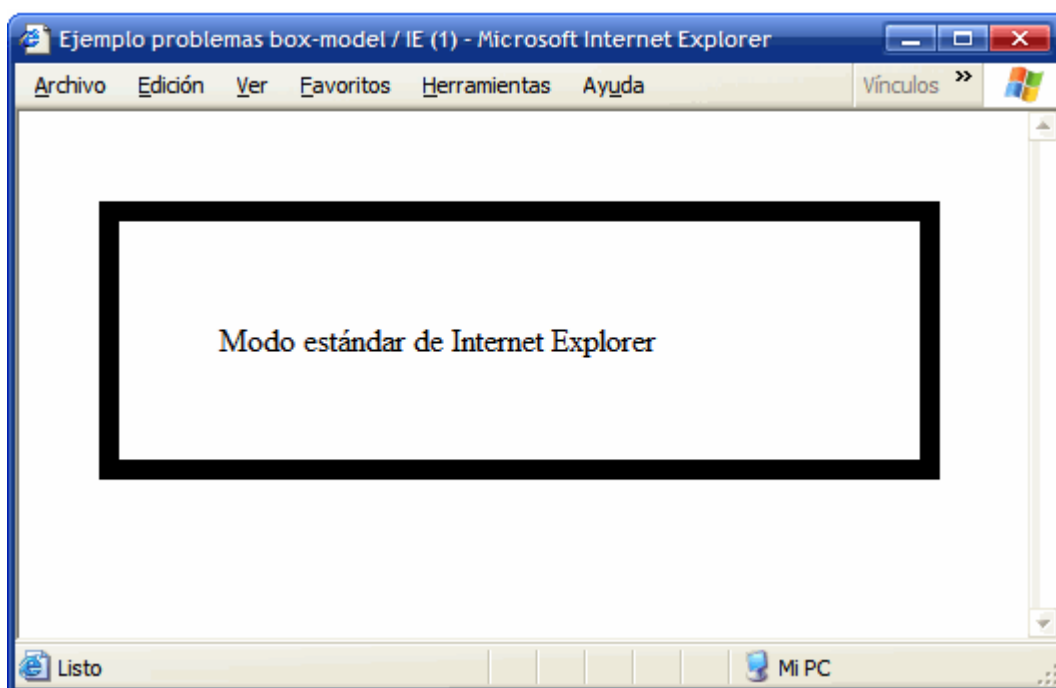 Ejemplo problemas box-model / IE (1) - Microsoft Internet Explorer
Archivo Edición Ver Favoritos Herramientas Ayuda Vínculos »
Modo estándar de Internet Explorer
Listo Mi PC